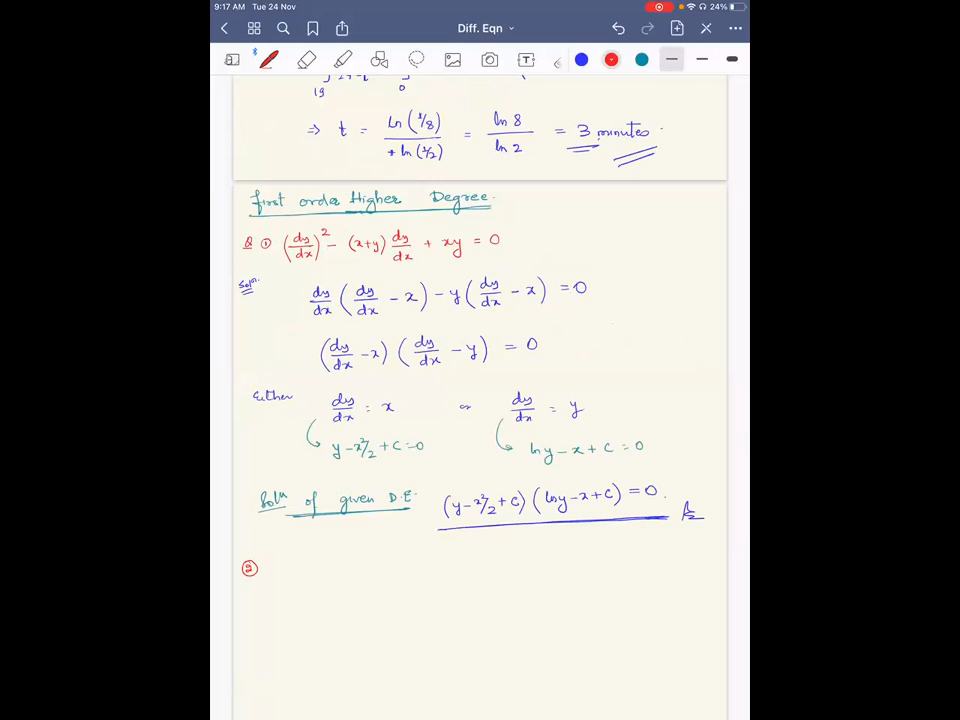 9:17 AM Tue 24 Nov 24%
Diff. Eqn
19 0
⇒ t = ln(1/8) / + ln(1/2) = ln 8 / ln 2 = 3 minutes
First order Higher Degree.
Q ① (dy/dx)² − (x+y) dy/dx + xy = 0
Solⁿ. dy/dx (dy/dx − x) − y (dy/dx − x) = 0
(dy/dx − x) (dy/dx − y) = 0
Either dy/dx = x or dy/dx = y
y − x²/2 + C = 0 ln y − x + C = 0
Solⁿ of given D.E. (y − x²/2 + C) (ln y − x + C) = 0.
②